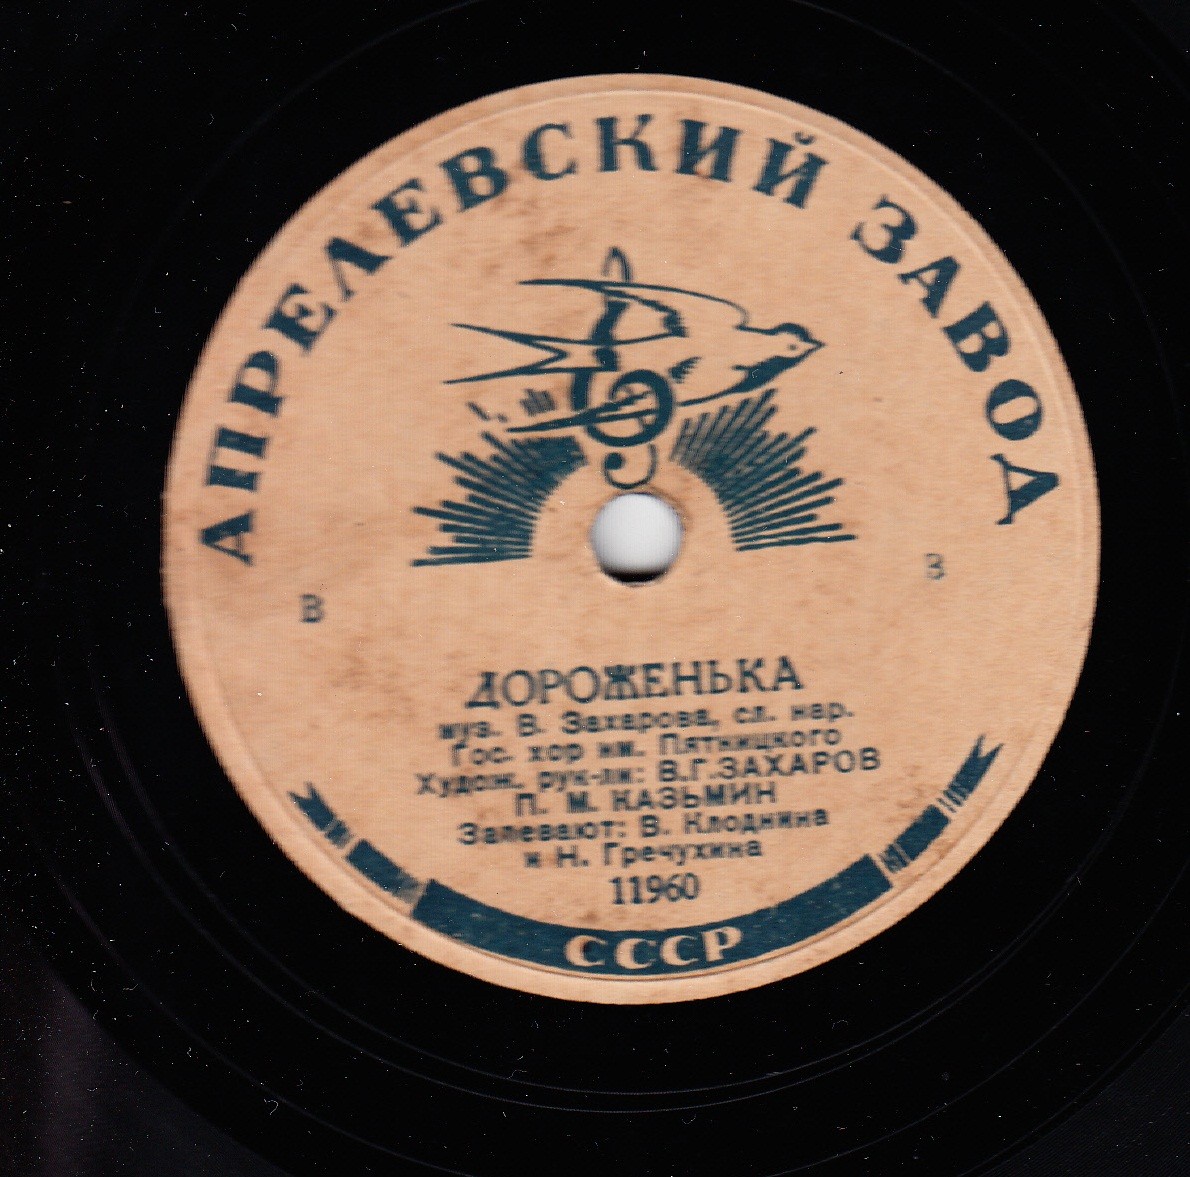 АПРЕЛЕВСКИЙ ЗАВОД
В
3
ДОРОЖЕНЬКА
муз. В. Захарова, сл. нар.
Гос. хор им. Пятницкого
Худож. рук-ли: В.Г.ЗАХАРОВ
П. М. КАЗЬМИН
Запевают: В. Клоднина
и Н. Гречухина
11960
СССР